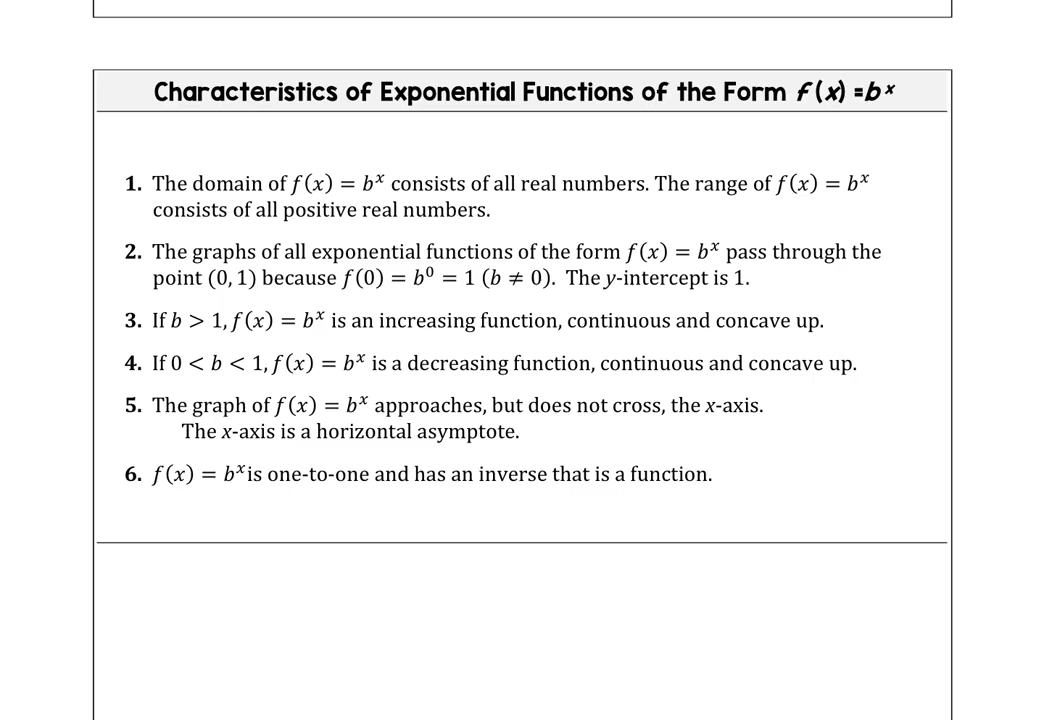 Characteristics of Exponential Functions of the Form f(x) =bˣ
1. The domain of f(x) = bˣ consists of all real numbers. The range of f(x) = bˣ
consists of all positive real numbers.
2. The graphs of all exponential functions of the form f(x) = bˣ pass through the
point (0, 1) because f(0) = b⁰ = 1 (b ≠ 0). The y-intercept is 1.
3. If b > 1, f(x) = bˣ is an increasing function, continuous and concave up.
4. If 0 < b < 1, f(x) = bˣ is a decreasing function, continuous and concave up.
5. The graph of f(x) = bˣ approaches, but does not cross, the x-axis.
The x-axis is a horizontal asymptote.
6. f(x) = bˣ is one-to-one and has an inverse that is a function.